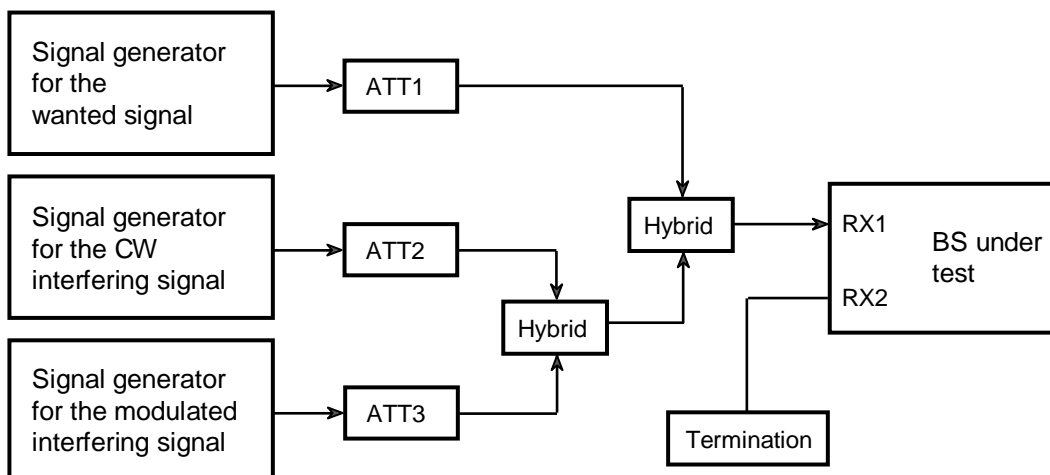 Signal generator
for the
wanted signal
ATT1
Signal generator
for the CW
interfering signal
ATT2
Hybrid
Hybrid
RX1
RX2
BS under
test
Signal generator
for the modulated
interfering signal
ATT3
Termination